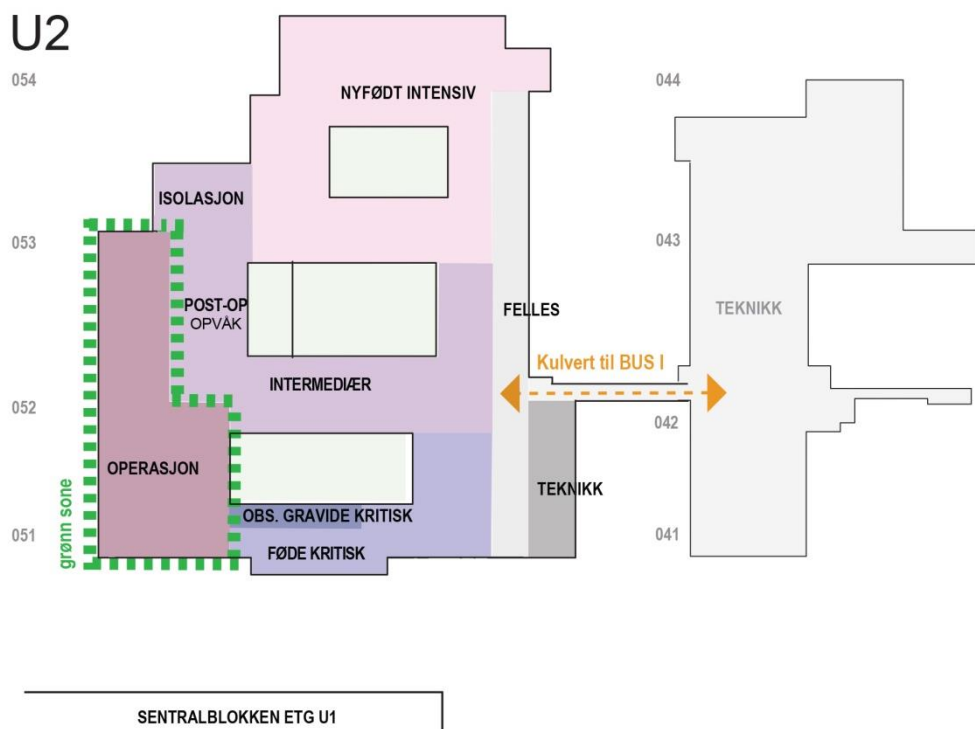 U2
054
044
NYFØDT INTENSIV
ISOLASJON
053
043
POST-OP
OPVÅK
FELLES
TEKNIKK
Kulvert til BUS I
INTERMEDIÆR
052
042
OPERASJON
TEKNIKK
OBS. GRAVIDE KRITISK
051
041
grønn sone
FØDE KRITISK
SENTRALBLOKKEN ETG U1